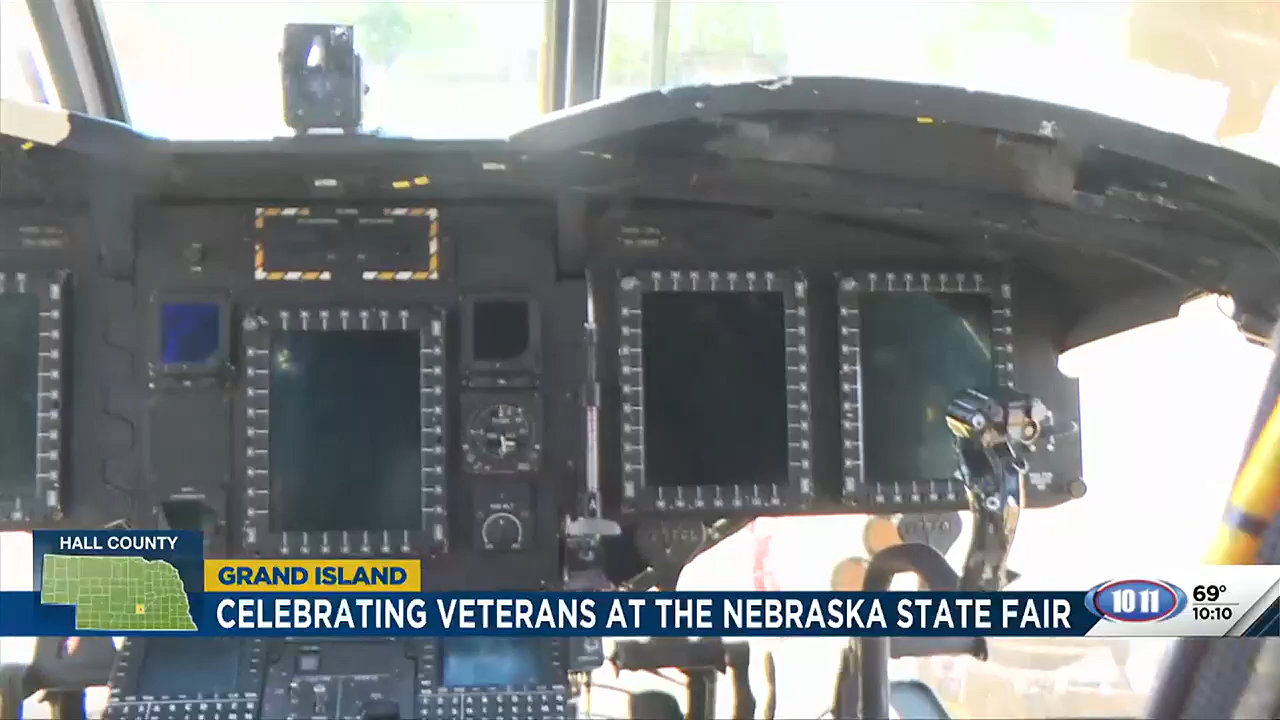 HALL COUNTY
GRAND ISLAND
CELEBRATING VETERANS AT THE NEBRASKA STATE FAIR
10 11
69°
10:10